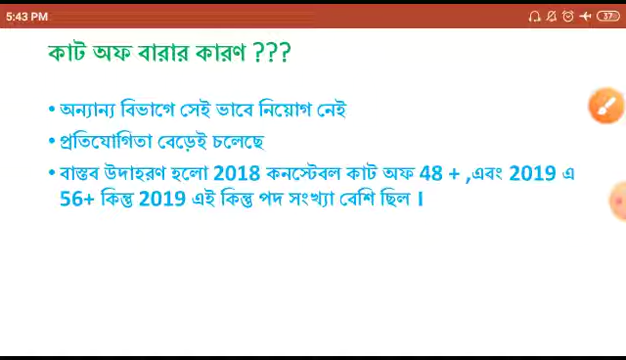 5:43 PM
37
কাট অফ বারার কারণ ???
• অন্যান্য বিভাগে সেই ভাবে নিয়োগ নেই
• প্রতিযোগিতা বেড়েই চলেছে
• বাস্তব উদাহরণ হলো 2018 কনস্টেবল কাট অফ 48 + ,এবং 2019 এ
56+ কিন্তু 2019 এই কিন্তু পদ সংখ্যা বেশি ছিল ।